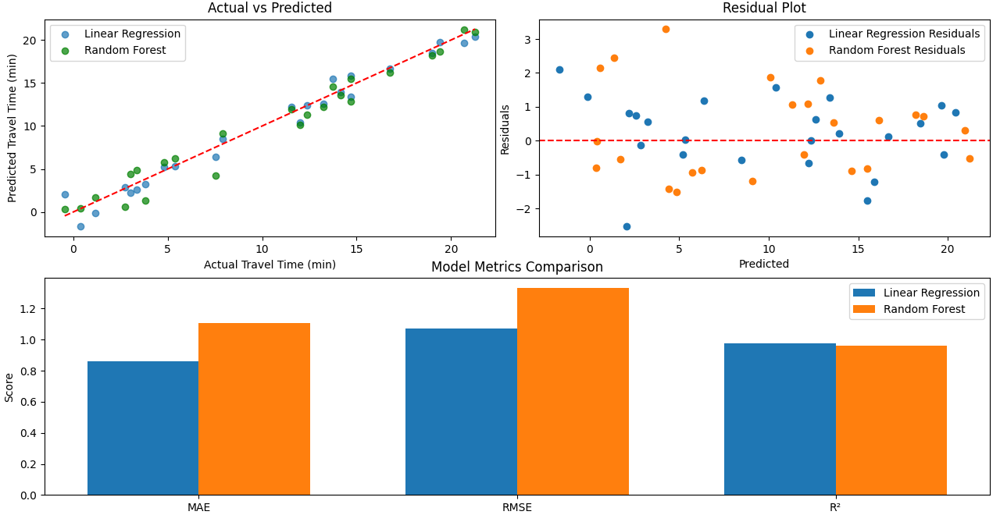 Actual vs Predicted
Linear Regression
Random Forest
20
15
10
5
0
Predicted Travel Time (min)
0 5 10 15 20
Actual Travel Time (min)
Residual Plot
Linear Regression Residuals
Random Forest Residuals
3
2
1
0
−1
−2
Residuals
0 5 10 15 20
Predicted
Model Metrics Comparison
Linear Regression
Random Forest
1.2
1.0
0.8
0.6
0.4
0.2
0.0
Score
MAE RMSE R²